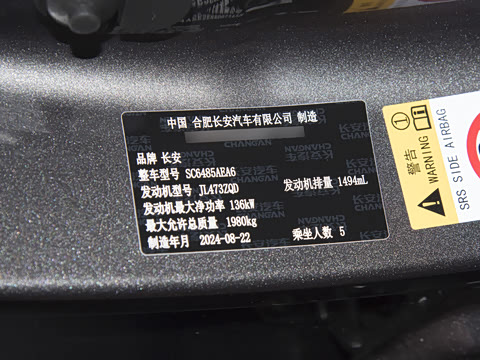 中国 合肥长安汽车有限公司 制造
品牌 长安
整车型号 SC6485AEA6
发动机型号 JL473ZQD 发动机排量 1494mL
发动机最大净功率 136kW
最大允许总质量 1980kg
制造年月 2024-08-22 乘坐人数 5
警告
WARNING
SRS SIDE AIRBAG